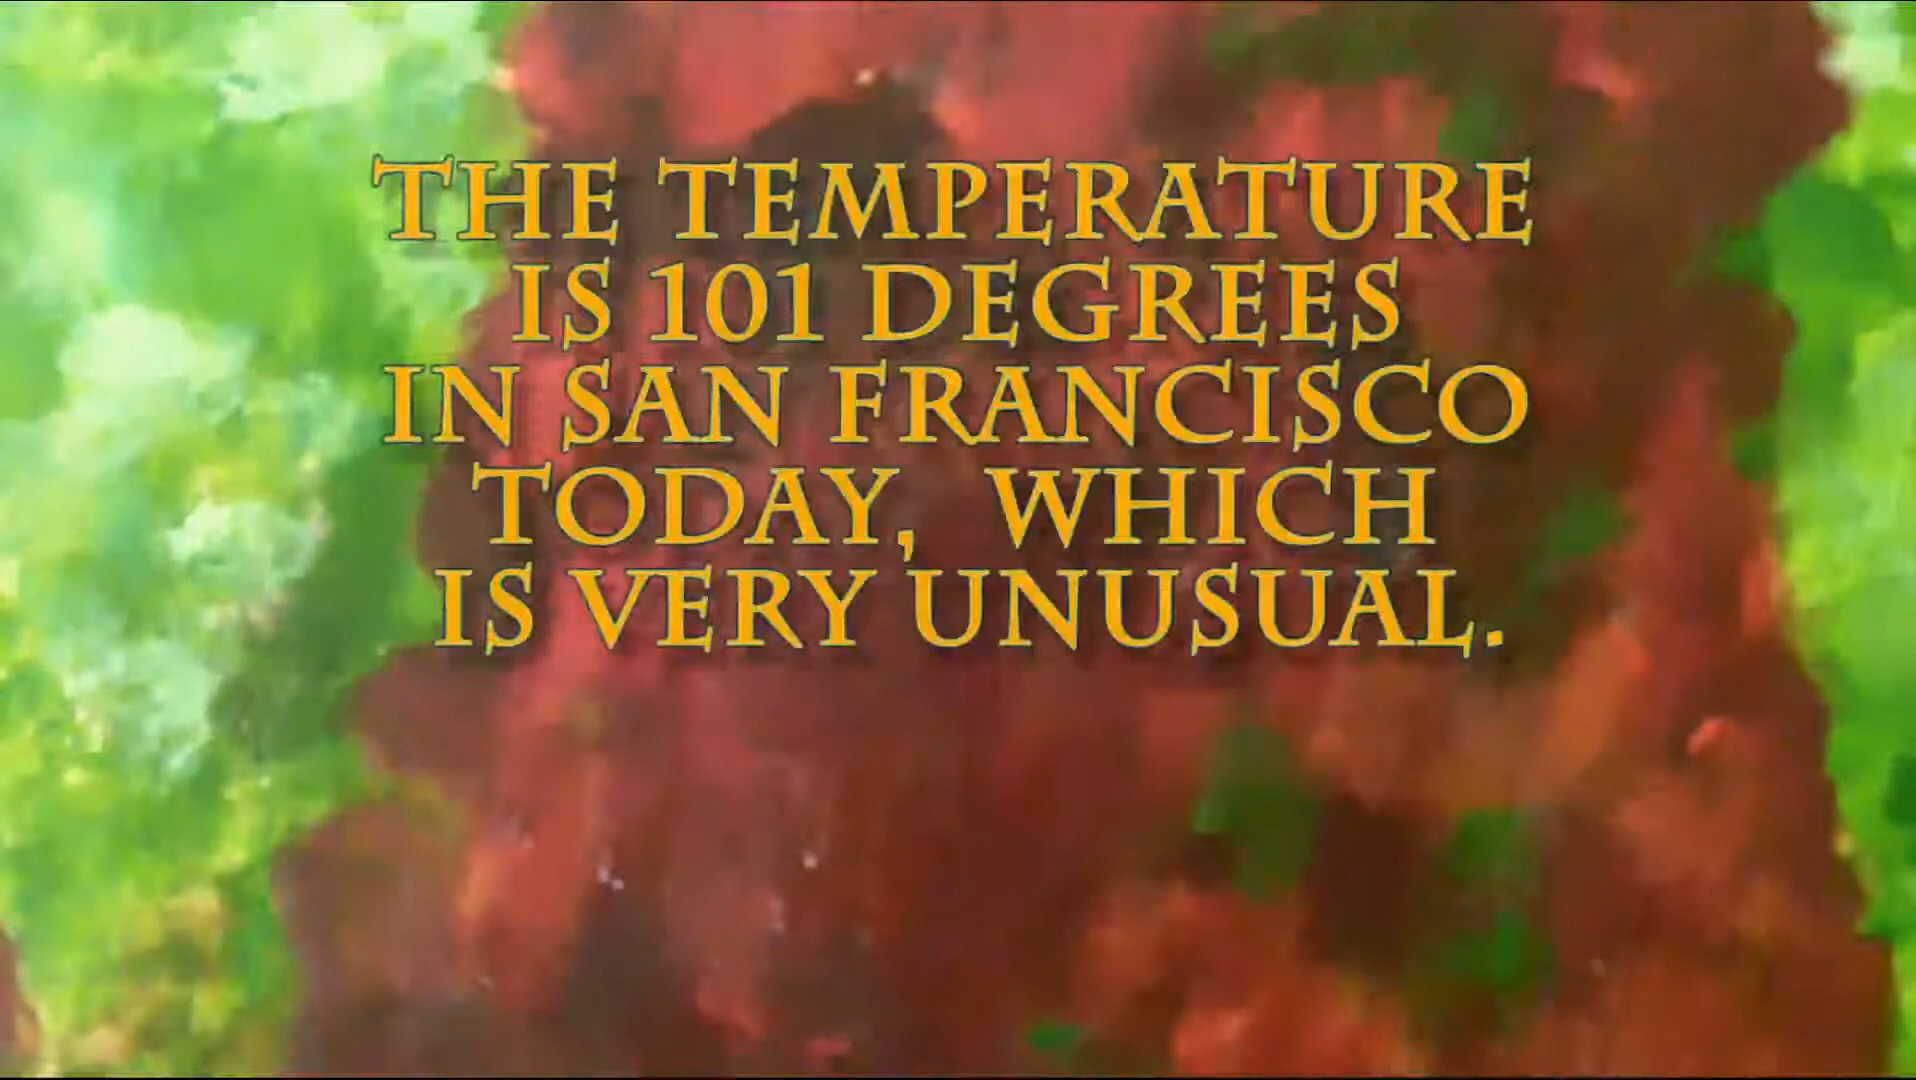 THE TEMPERATURE
IS 101 DEGREES
IN SAN FRANCISCO
TODAY, WHICH
IS VERY UNUSUAL.